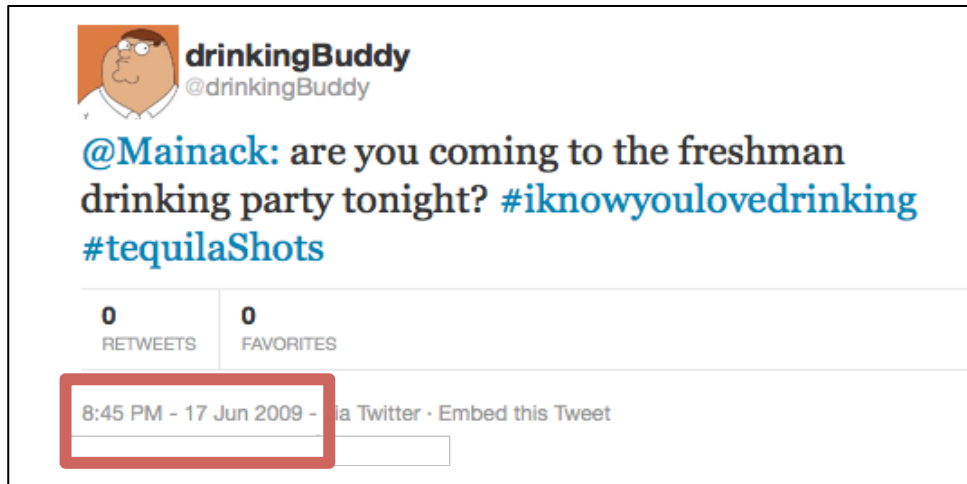 drinkingBuddy
@drinkingBuddy
@Mainack: are you coming to the freshman
drinking party tonight? #iknowyoulovedrinking
#tequilaShots
0 0
RETWEETS FAVORITES
8:45 PM - 17 Jun 2009 - Twitter · Embed this Tweet